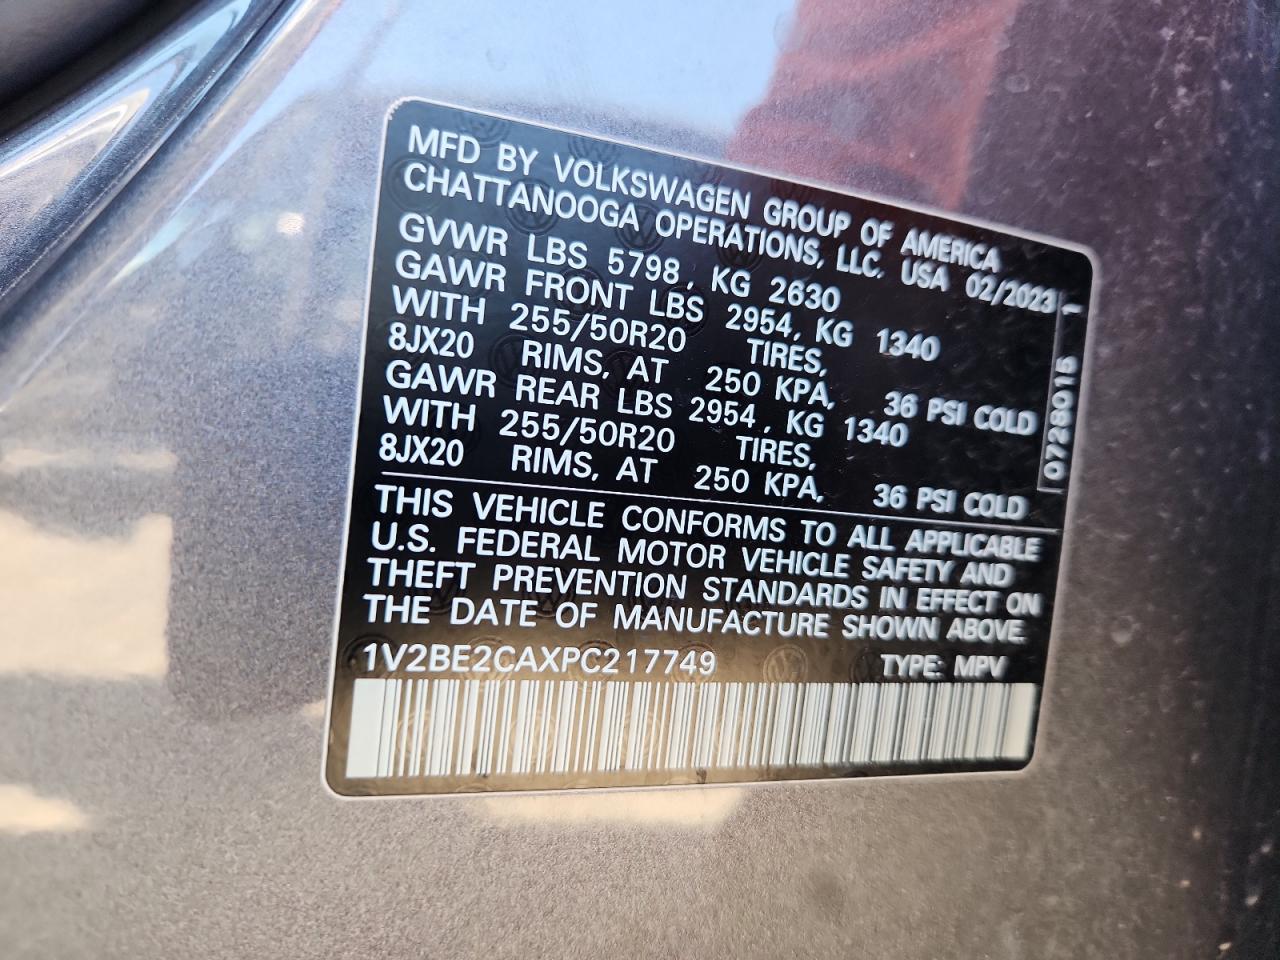 MFD BY VOLKSWAGEN GROUP OF AMERICA
CHATTANOOGA OPERATIONS, LLC. USA 02/2023
GVWR LBS 5798, KG 2630
GAWR FRONT LBS 2954, KG 1340
WITH 255/50R20 TIRES,
8JX20 RIMS, AT 250 KPA, 36 PSI COLD
GAWR REAR LBS 2954, KG 1340
WITH 255/50R20 TIRES,
8JX20 RIMS, AT 250 KPA, 36 PSI COLD
0728015 1
THIS VEHICLE CONFORMS TO ALL APPLICABLE
U.S. FEDERAL MOTOR VEHICLE SAFETY AND
THEFT PREVENTION STANDARDS IN EFFECT ON
THE DATE OF MANUFACTURE SHOWN ABOVE.
1V2BE2CAXPC217749 TYPE: MPV